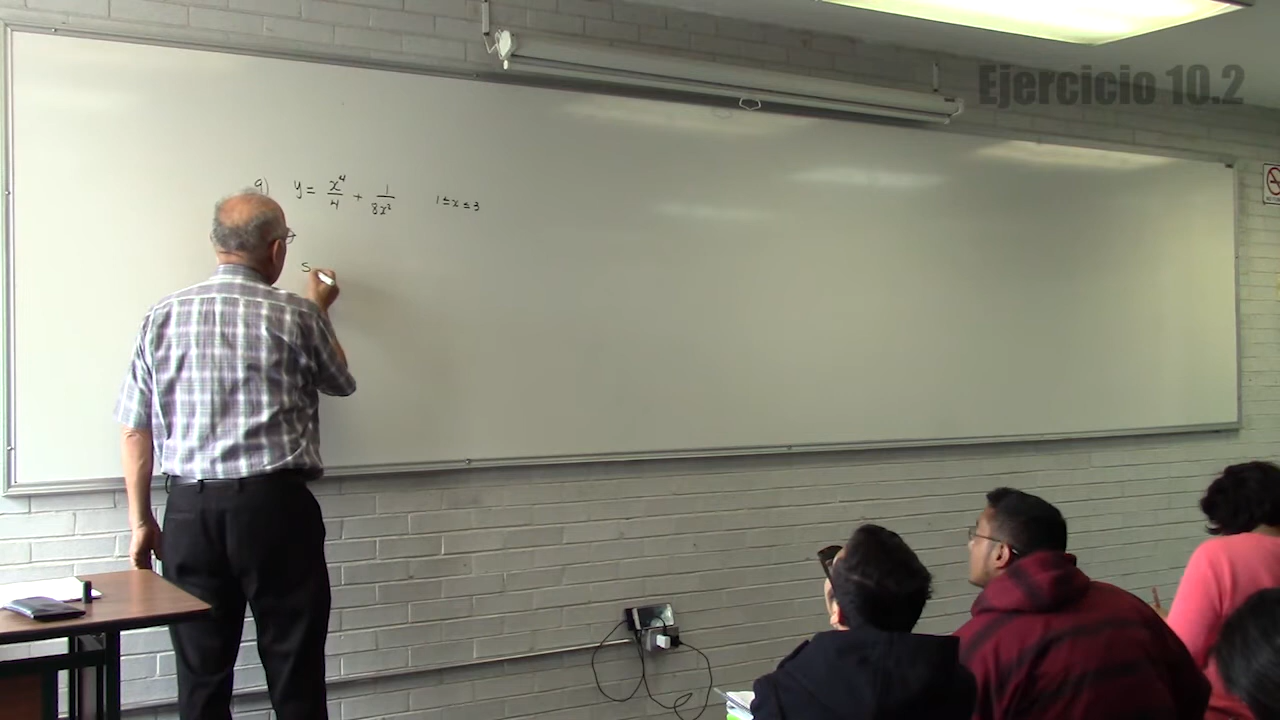 Ejercicio 10.2
9) y = x⁴/4 + 1/8x² 1 ≤ x ≤ 3
S